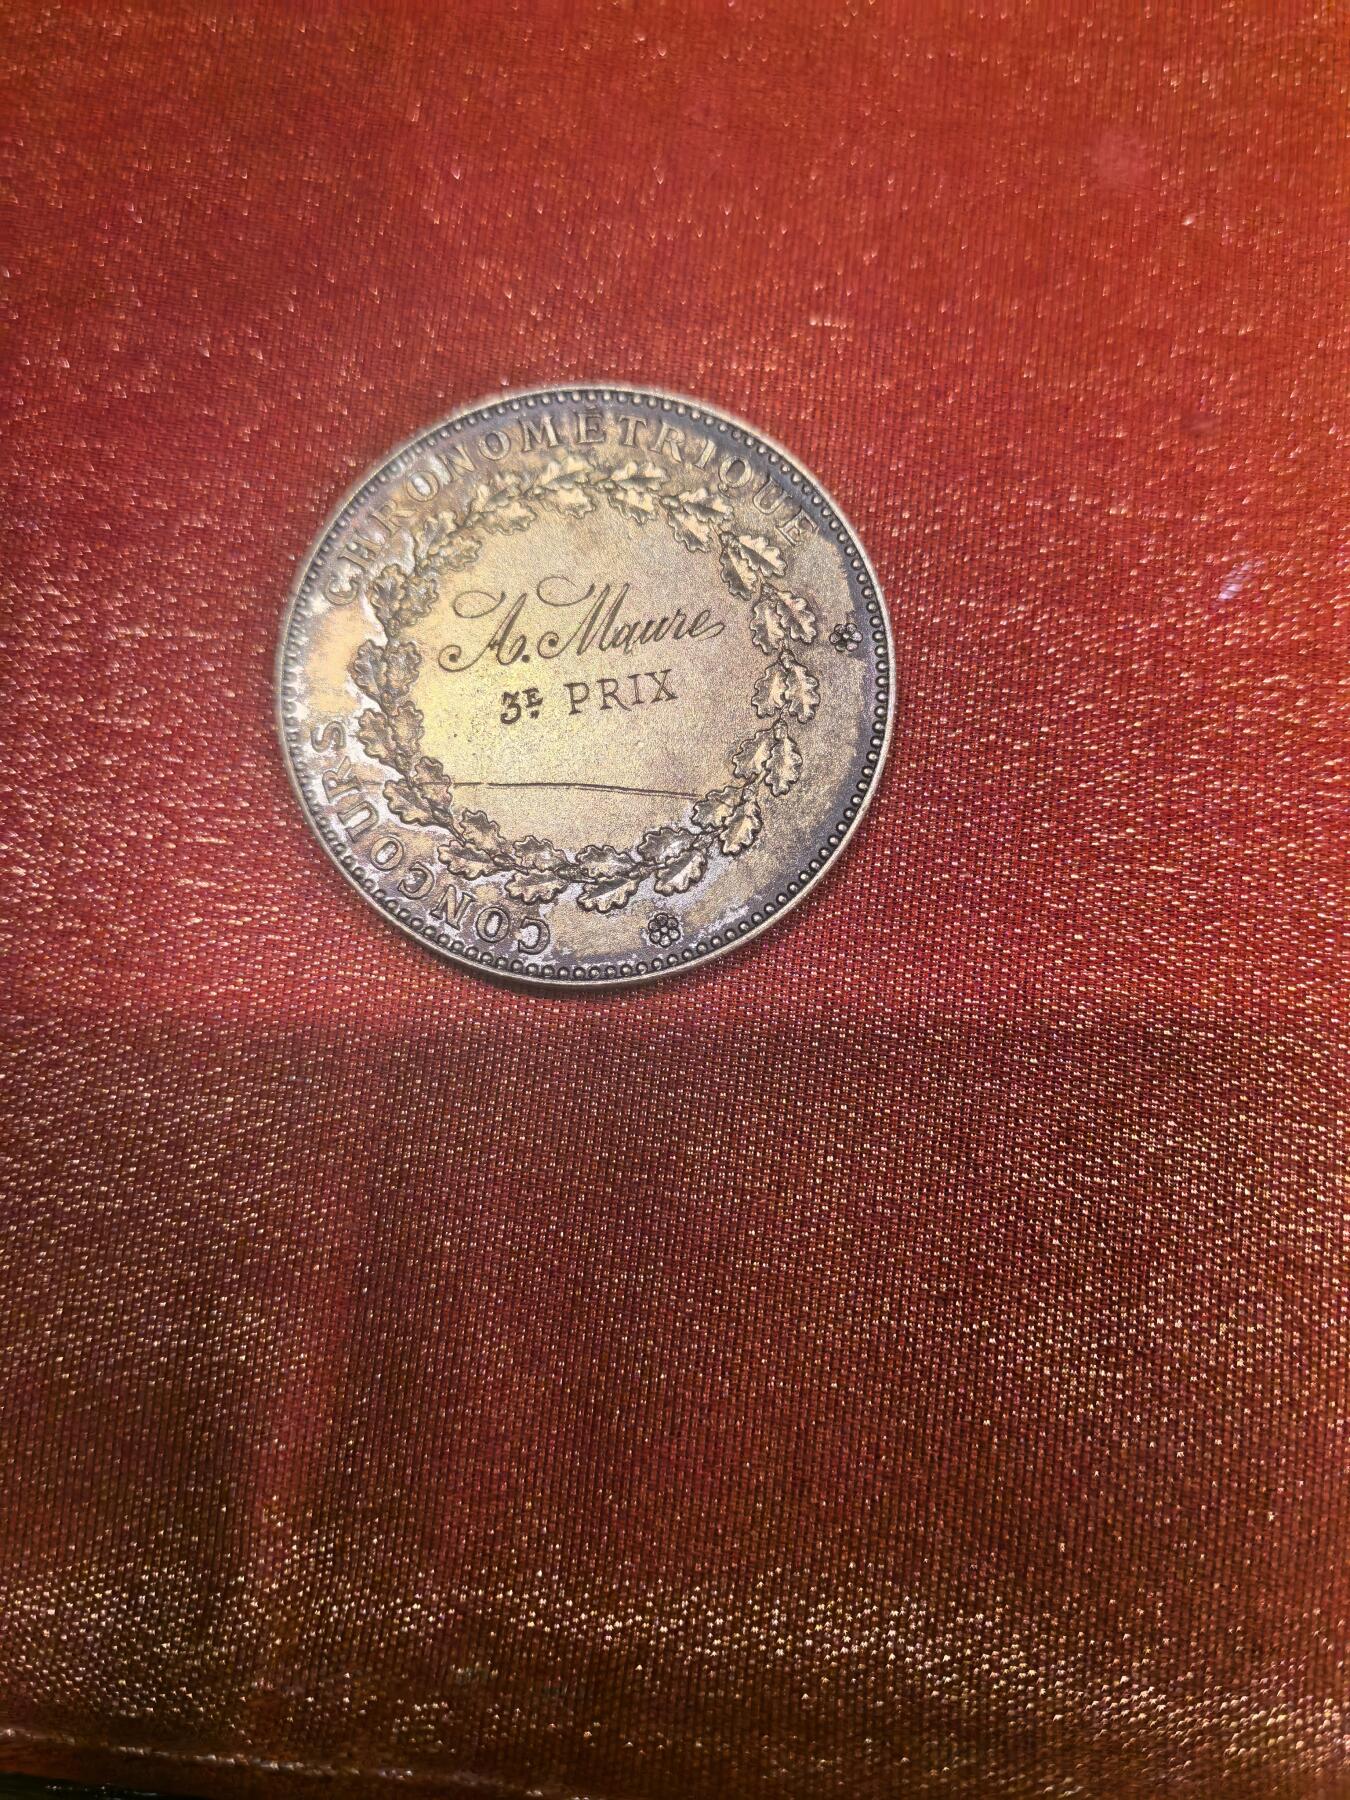 CONCOURS CHRONOMÉTRIQUE
A. Maure
3E PRIX